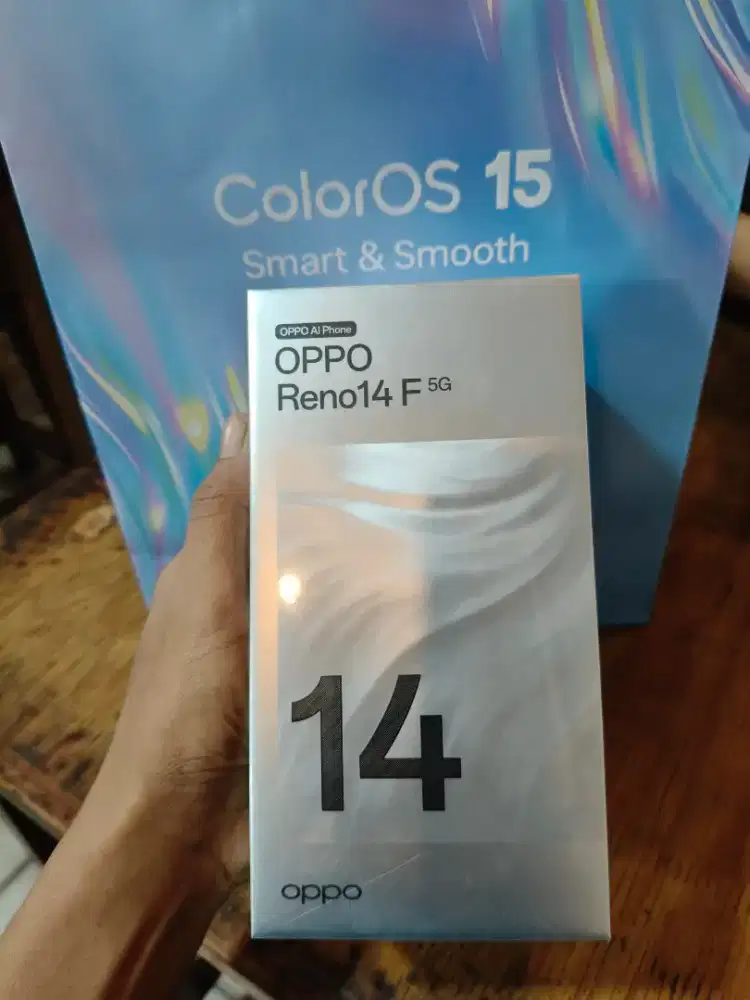 ColorOS 15
Smart & Smooth
OPPO AI Phone
OPPO
Reno14 F 5G
14
oppo